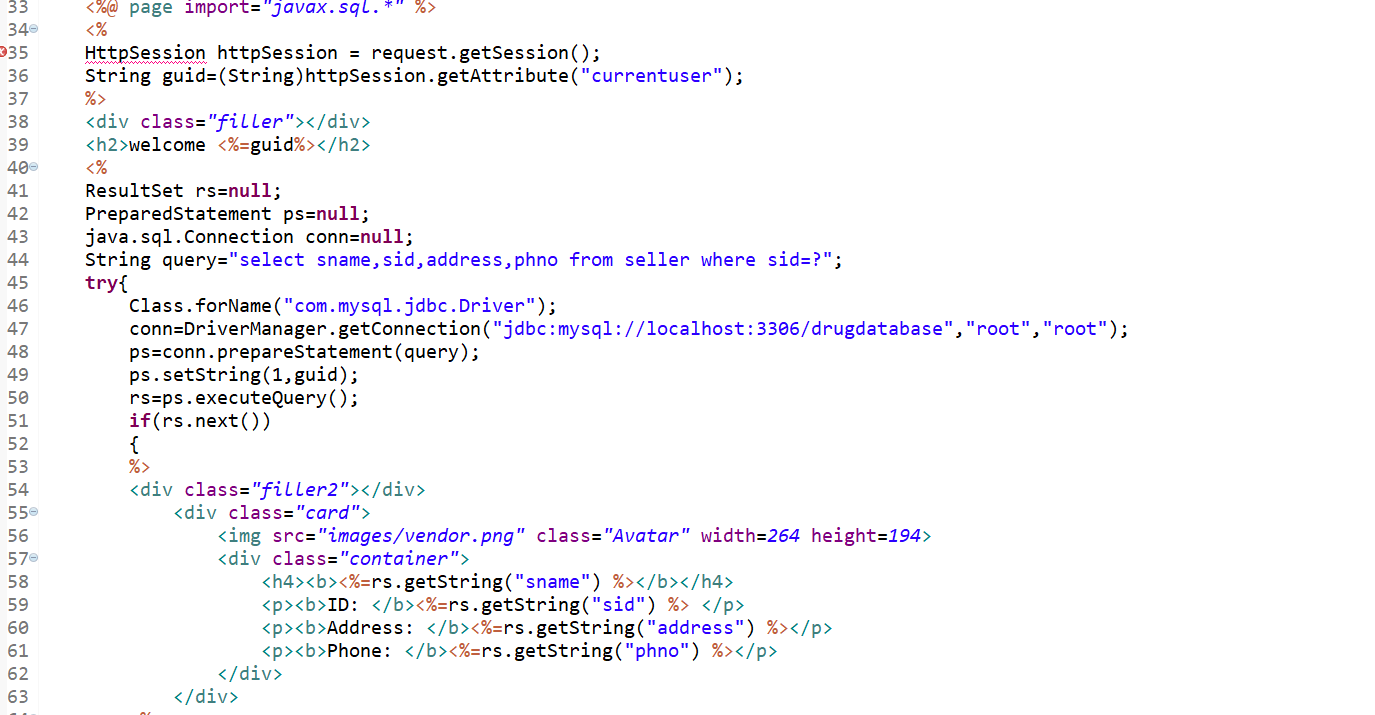 33 <%@ page import="javax.sql.*" %>
34 <%
35 HttpSession httpSession = request.getSession();
36 String guid=(String)httpSession.getAttribute("currentuser");
37 %>
38 <div class="filler"></div>
39 <h2>welcome <%=guid%></h2>
40 <%
41 ResultSet rs=null;
42 PreparedStatement ps=null;
43 java.sql.Connection conn=null;
44 String query="select sname,sid,address,phno from seller where sid=?";
45 try{
46     Class.forName("com.mysql.jdbc.Driver");
47     conn=DriverManager.getConnection("jdbc:mysql://localhost:3306/drugdatabase","root","root");
48     ps=conn.prepareStatement(query);
49     ps.setString(1,guid);
50     rs=ps.executeQuery();
51     if(rs.next())
52     {
53     %>
54     <div class="filler2"></div>
55         <div class="card">
56             <img src="images/vendor.png" class="Avatar" width=264 height=194>
57             <div class="container">
58                 <h4><b><%=rs.getString("sname") %></b></h4>
59                 <p><b>ID: </b><%=rs.getString("sid") %> </p>
60                 <p><b>Address: </b><%=rs.getString("address") %></p>
61                 <p><b>Phone: </b><%=rs.getString("phno") %></p>
62             </div>
63         </div>